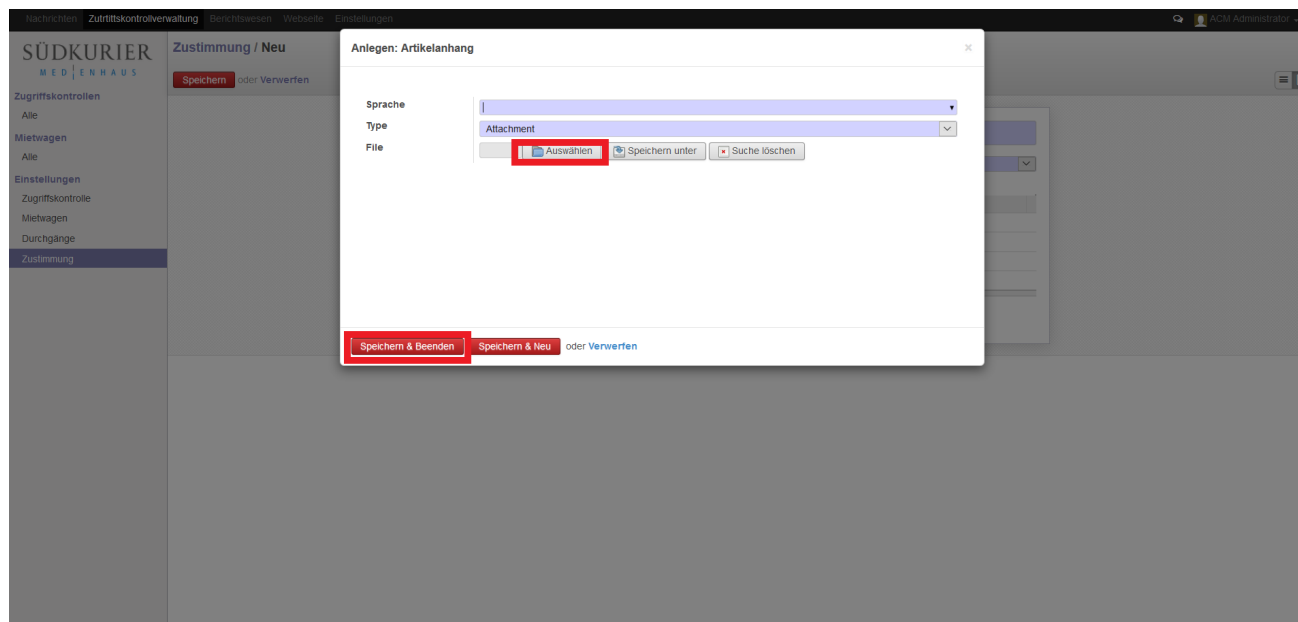 Nachrichten Zutrtittskontrollverwaltung Berichtswesen Webseite Einstellungen ACM Administrator
SÜDKURIER
MEDIENHAUS
Zugriffskontrollen
Alle
Mietwagen
Alle
Einstellungen
Zugriffskontrolle
Mietwagen
Durchgänge
Zustimmung
Zustimmung / Neu
Speichern oder Verwerfen
Anlegen: Artikelanhang ×
Sprache
Type Attachment
File Auswählen Speichern unter Suche löschen
Speichern & Beenden Speichern & Neu oder Verwerfen